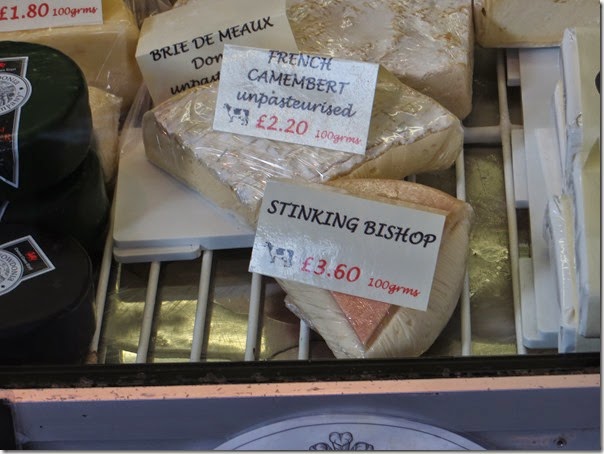 £1.80 100grms
BRIE DE MEAUX
FRENCH
CAMEMBERT
unpasteurised
£2.20 100grms
STINKING BISHOP
£3.60 100grms